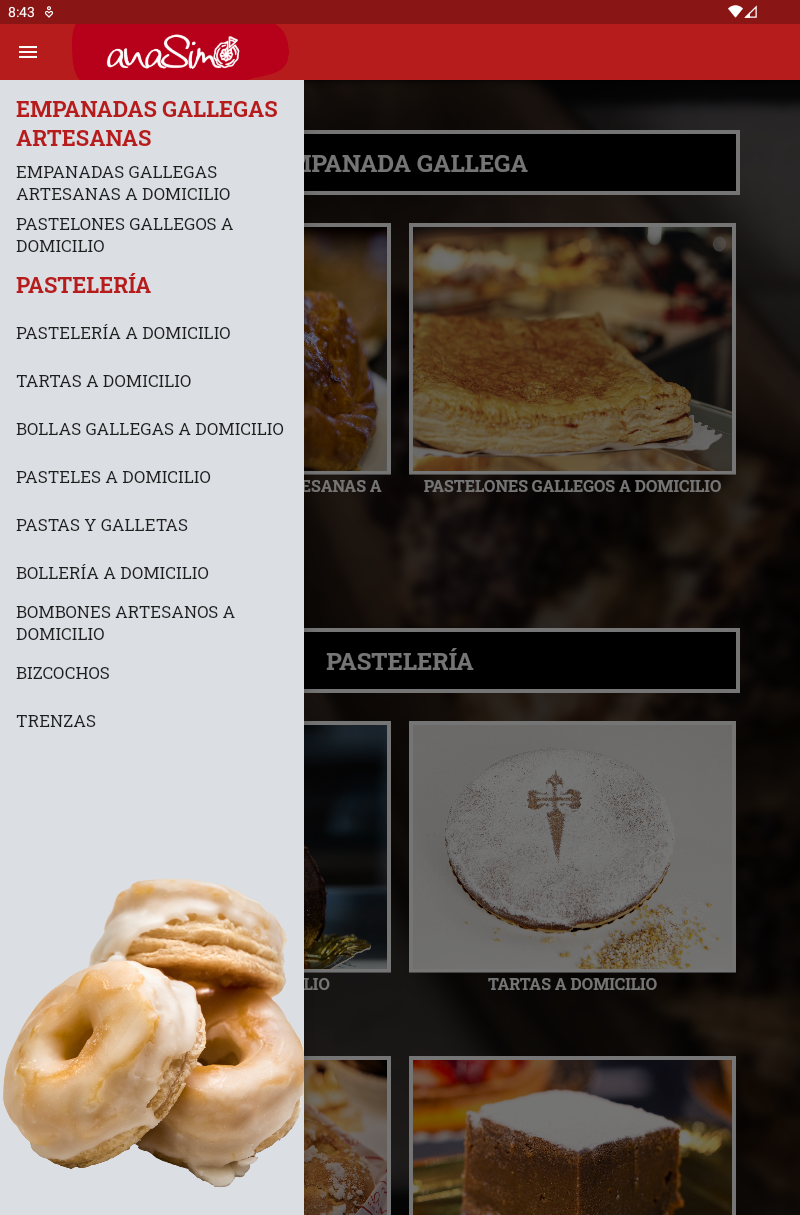 8:43
anaSimó
EMPANADAS GALLEGAS
ARTESANAS
EMPANADAS GALLEGAS
ARTESANAS A DOMICILIO
PASTELONES GALLEGOS A
DOMICILIO
PASTELERÍA
PASTELERÍA A DOMICILIO
TARTAS A DOMICILIO
BOLLAS GALLEGAS A DOMICILIO
PASTELES A DOMICILIO
PASTAS Y GALLETAS
BOLLERÍA A DOMICILIO
BOMBONES ARTESANOS A
DOMICILIO
BIZCOCHOS
TRENZAS
MPANADA GALLEGA
ESANAS A
PASTELONES GALLEGOS A DOMICILIO
PASTELERÍA
LIO
TARTAS A DOMICILIO